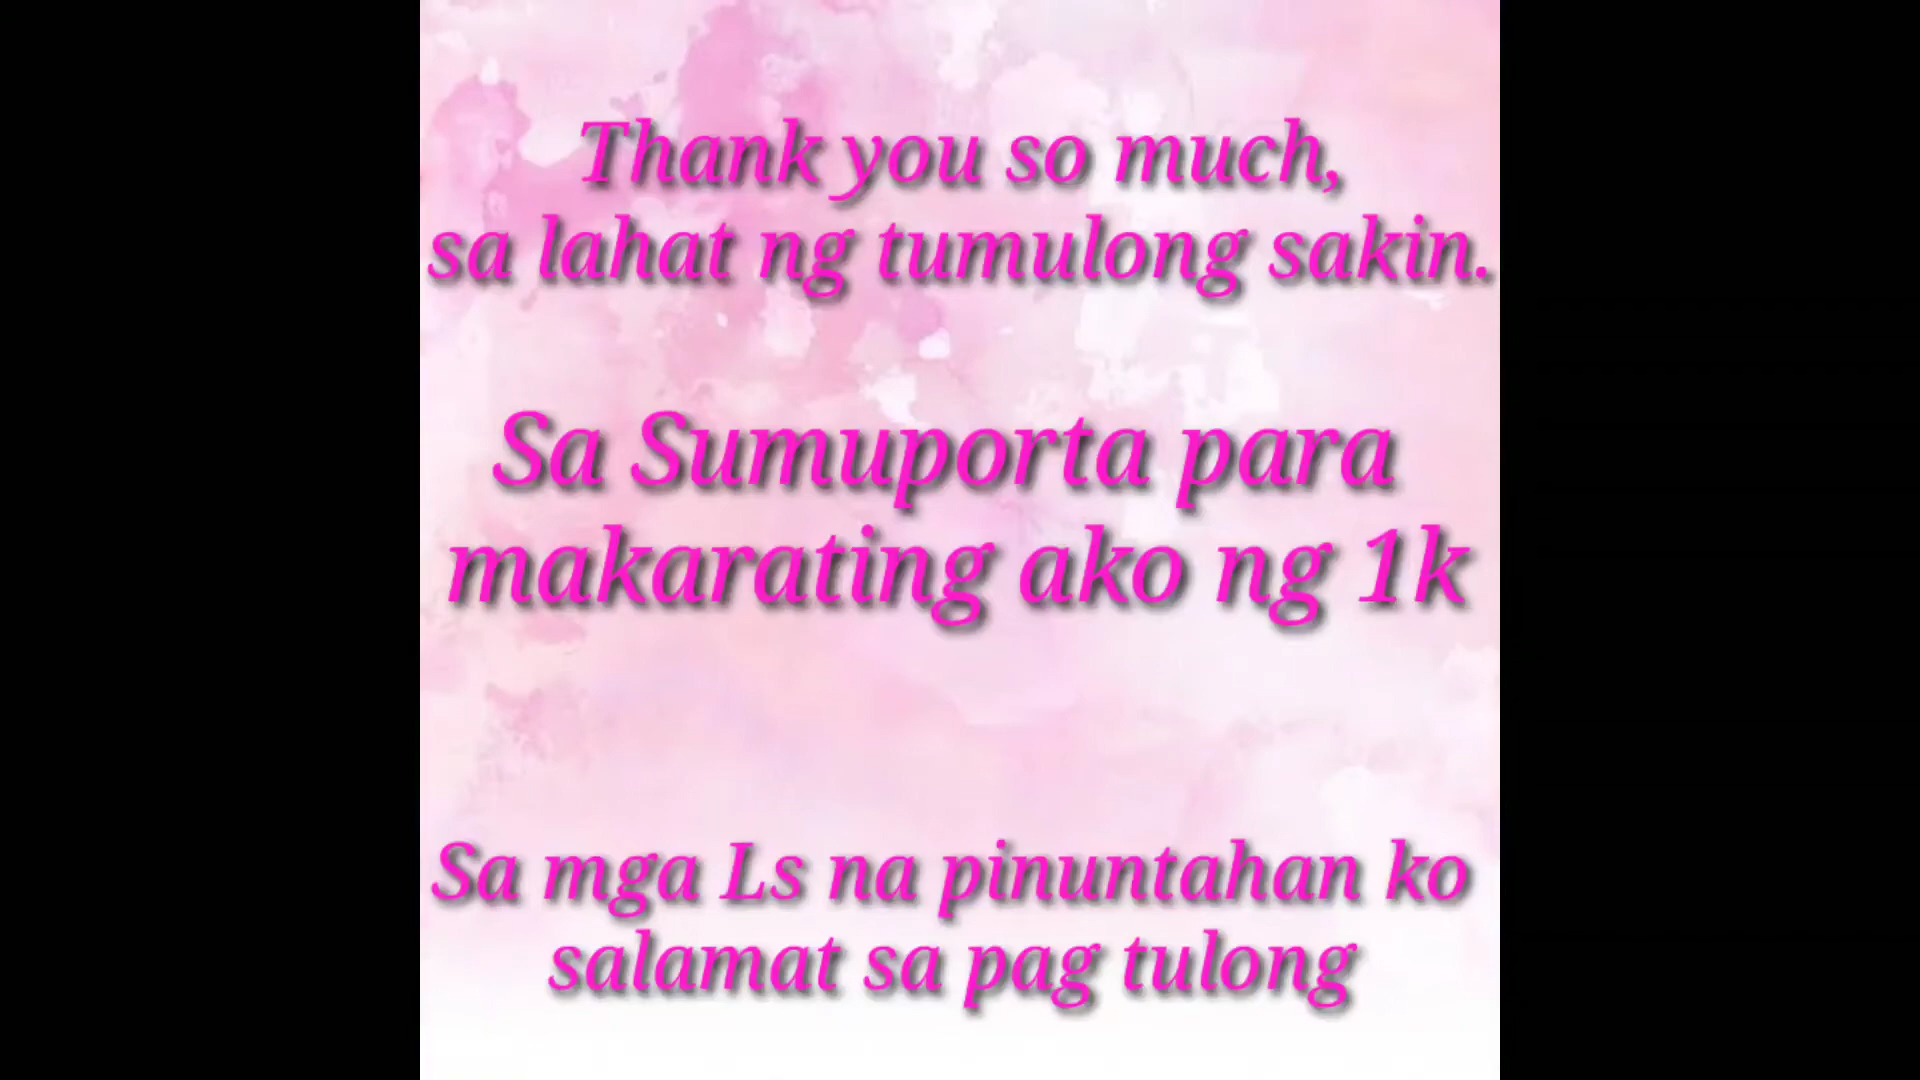 Thank you so much,
sa lahat ng tumulong sakin.
Sa Sumuporta para
makarating ako ng 1k
Sa mga Ls na pinuntahan ko
salamat sa pag tulong